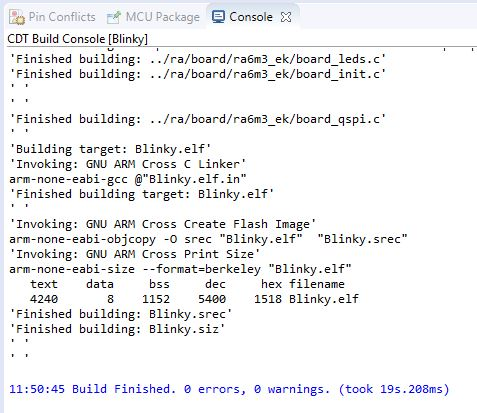 Pin Conflicts MCU Package Console
CDT Build Console [Blinky]
'Finished building: ../ra/board/ra6m3_ek/board_leds.c'
'Finished building: ../ra/board/ra6m3_ek/board_init.c'
' '
' '
'Finished building: ../ra/board/ra6m3_ek/board_qspi.c'
' '
'Building target: Blinky.elf'
'Invoking: GNU ARM Cross C Linker'
arm-none-eabi-gcc @"Blinky.elf.in"
'Finished building target: Blinky.elf'
' '
'Invoking: GNU ARM Cross Create Flash Image'
arm-none-eabi-objcopy -O srec "Blinky.elf"  "Blinky.srec"
'Invoking: GNU ARM Cross Print Size'
arm-none-eabi-size --format=berkeley "Blinky.elf"
   text	   data	    bss	    dec	    hex	filename
   4240	      8	   1152	   5400	   1518	Blinky.elf
'Finished building: Blinky.srec'
'Finished building: Blinky.siz'
' '
' '
11:50:45 Build Finished. 0 errors, 0 warnings. (took 19s.208ms)